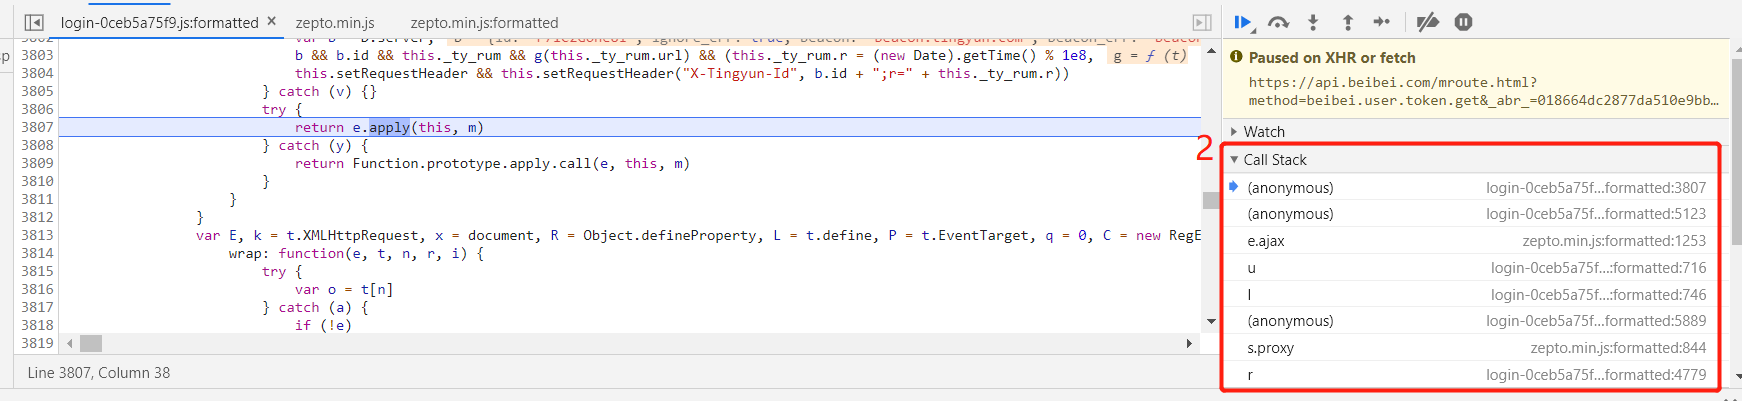 login-0ceb5a75f9.js:formatted × zepto.min.js zepto.min.js:formatted
3803 b && b.id && this._ty_rum && g(this._ty_rum.url) && (this._ty_rum.r = (new Date).getTime() % 1e8, g = ƒ (t)
3804 this.setRequestHeader && this.setRequestHeader("X-Tingyun-Id", b.id + ";r=" + this._ty_rum.r))
3805 } catch (v) {}
3806 try {
3807 return e.apply(this, m)
3808 } catch (y) {
3809 return Function.prototype.apply.call(e, this, m)
3810 }
3811 }
3812 }
3813 var E, k = t.XMLHttpRequest, x = document, R = Object.defineProperty, L = t.define, P = t.EventTarget, q = 0, C = new RegE
3814 wrap: function(e, t, n, r, i) {
3815 try {
3816 var o = t[n]
3817 } catch (a) {
3818 if (!e)
3819
Line 3807, Column 38
Paused on XHR or fetch
https://api.beibei.com/mroute.html?
method=beibei.user.token.get&_abr_=018664dc2877da510e9bb…
Watch
2
Call Stack
(anonymous) login-0ceb5a75f...formatted:3807
(anonymous) login-0ceb5a75f...formatted:5123
e.ajax zepto.min.js:formatted:1253
u login-0ceb5a75f...:formatted:716
l login-0ceb5a75f...:formatted:746
(anonymous) login-0ceb5a75f...formatted:5889
s.proxy zepto.min.js:formatted:844
r login-0ceb5a75f...formatted:4779